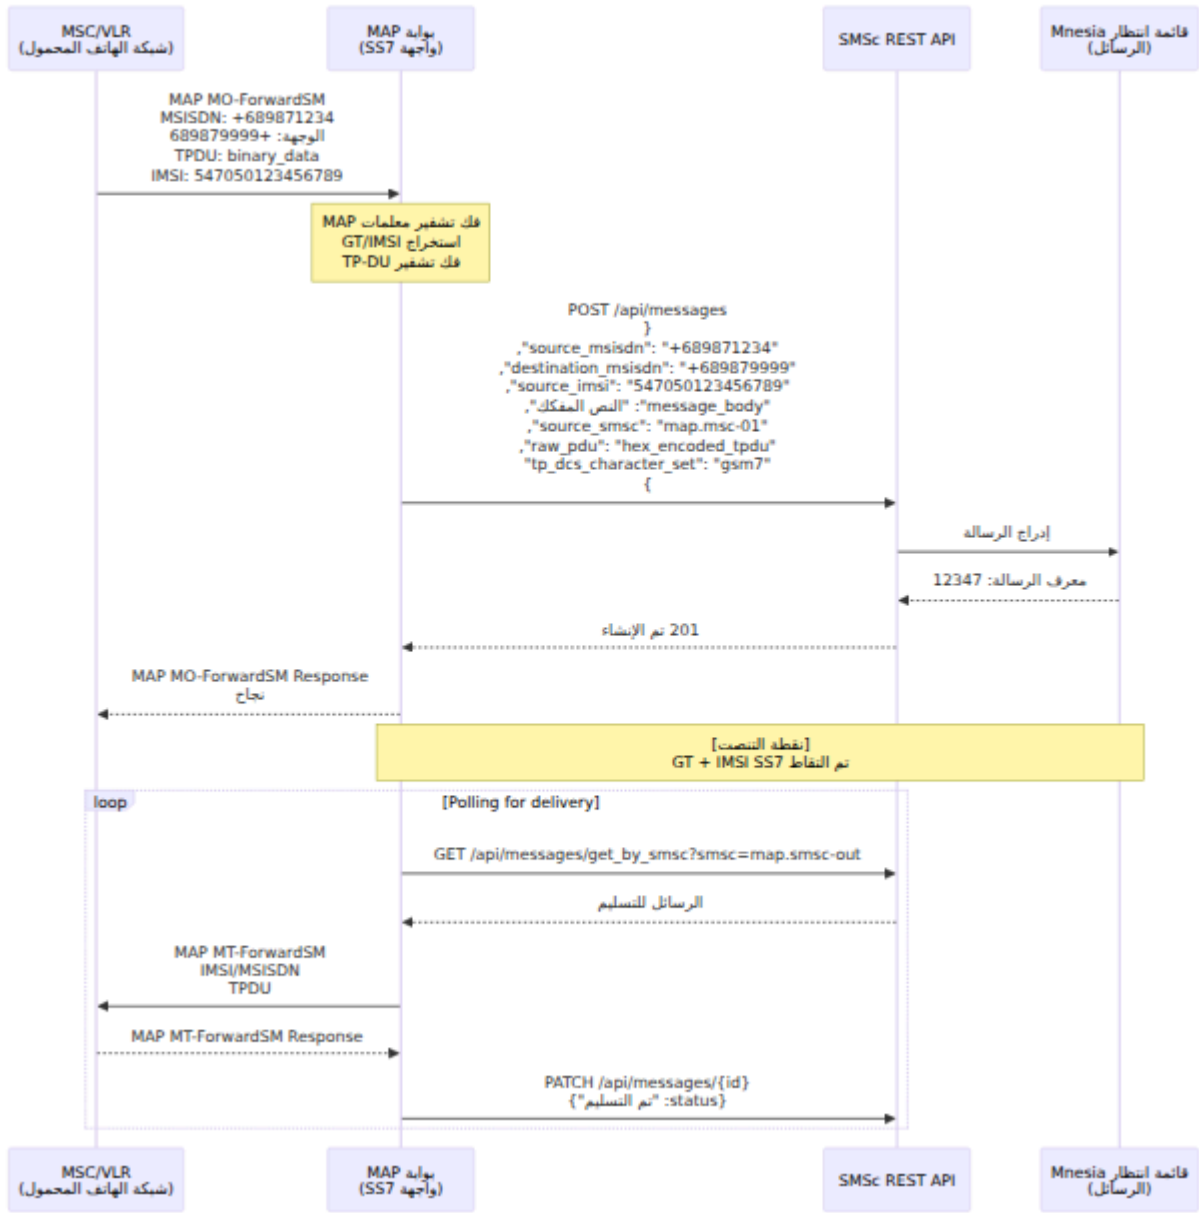 MSC/VLR
(شبكة الهاتف المحمول)
بوابة MAP
(واجهة SS7)
SMSc REST API
قائمة انتظار Mnesia
(الرسائل)
MAP MO-ForwardSM
MSISDN: +689871234
الوجهة: +689879999
TPDU: binary_data
IMSI: 547050123456789
فك تشفير معلمات MAP
استخراج GT/IMSI
فك تشفير TP-DU
POST /api/messages
{
"source_msisdn": "+689871234",
"destination_msisdn": "+689879999",
"source_imsi": "547050123456789",
"message_body": "النص المفكك",
"source_smsc": "map.msc-01",
"raw_pdu": "hex_encoded_tpdu",
"tp_dcs_character_set": "gsm7"
}
إدراج الرسالة
معرف الرسالة: 12347
201 تم الإنشاء
MAP MO-ForwardSM Response
نجاح
[نقطة التنصت]
تم التقاط GT + IMSI SS7
loop
[Polling for delivery]
GET /api/messages/get_by_smsc?smsc=map.smsc-out
الرسائل للتسليم
MAP MT-ForwardSM
IMSI/MSISDN
TPDU
MAP MT-ForwardSM Response
PATCH /api/messages/{id}
{status: "تم التسليم"}
MSC/VLR
(شبكة الهاتف المحمول)
بوابة MAP
(واجهة SS7)
SMSc REST API
قائمة انتظار Mnesia
(الرسائل)